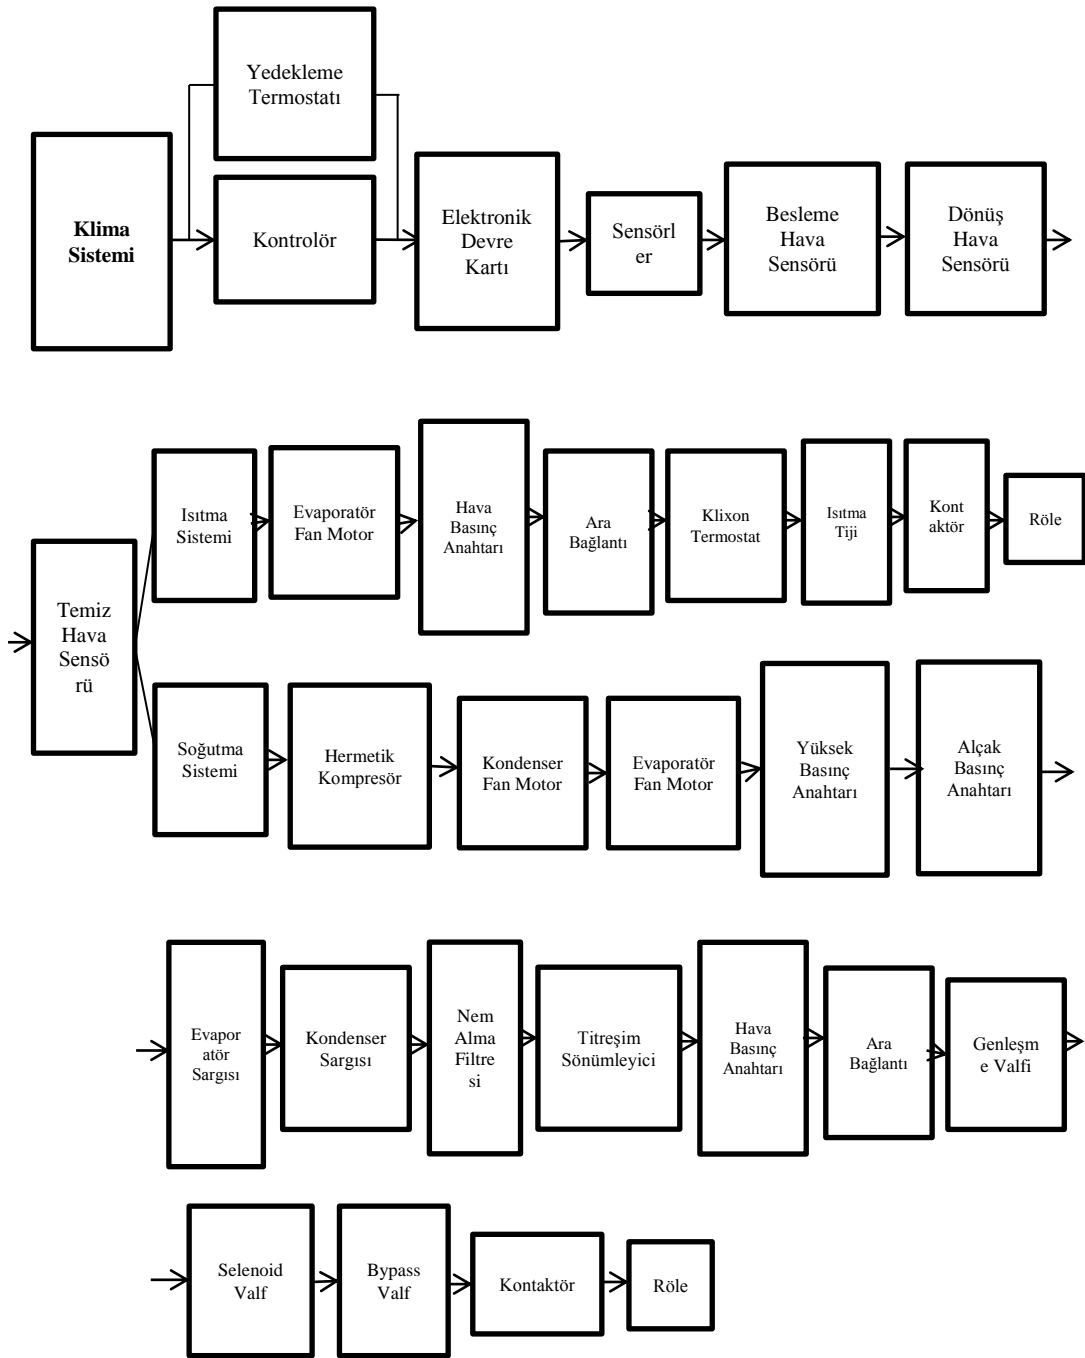 Yedekleme
Termostatı
Klima
Sistemi
Kontrolör
Elektronik
Devre
Kartı
Sensörl
er
Besleme
Hava
Sensörü
Dönüş
Hava
Sensörü
Temiz
Hava
Sensö
rü
Isıtma
Sistemi
Evaporatör
Fan Motor
Hava
Basınç
Anahtarı
Ara
Bağlantı
Klixon
Termostat
Isıtma
Tiji
Kont
aktör
Röle
Soğutma
Sistemi
Hermetik
Kompresör
Kondenser
Fan Motor
Evaporatör
Fan Motor
Yüksek
Basınç
Anahtarı
Alçak
Basınç
Anahtarı
Evapor
atör
Sargısı
Kondenser
Sargısı
Nem
Alma
Filtre
si
Titreşim
Sönümleyici
Hava
Basınç
Anahtarı
Ara
Bağlantı
Genleşm
e Valfi
Selenoid
Valf
Bypass
Valf
Kontaktör
Röle